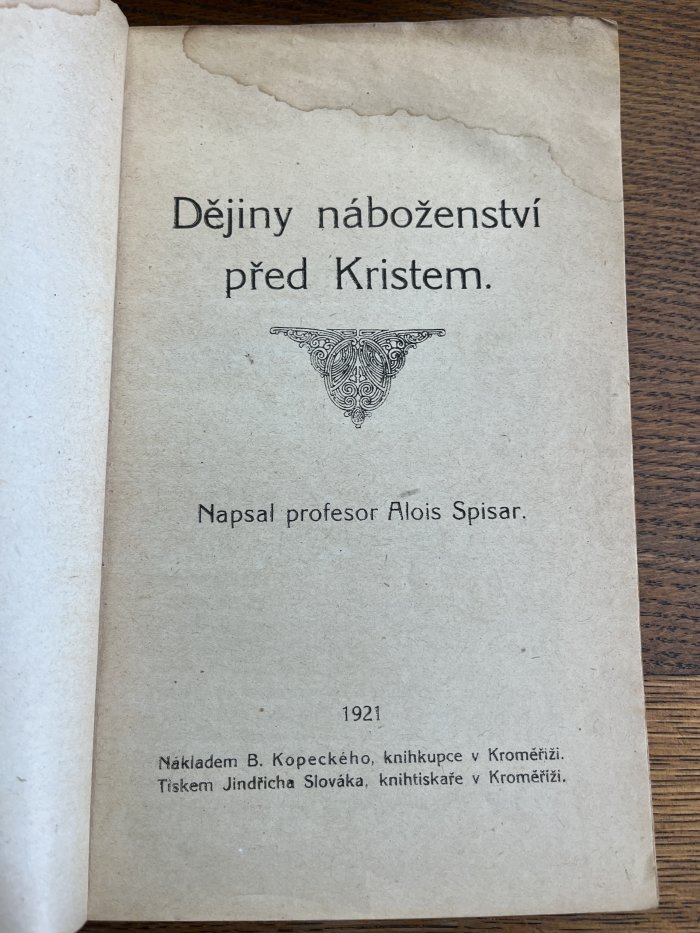 Dějiny náboženství
před Kristem.
Napsal profesor Alois Spisar.
1921
Nákladem B. Kopeckého, knihkupce v Kroměříži.
Tiskem Jindřicha Slováka, knihtiskaře v Kroměříži.